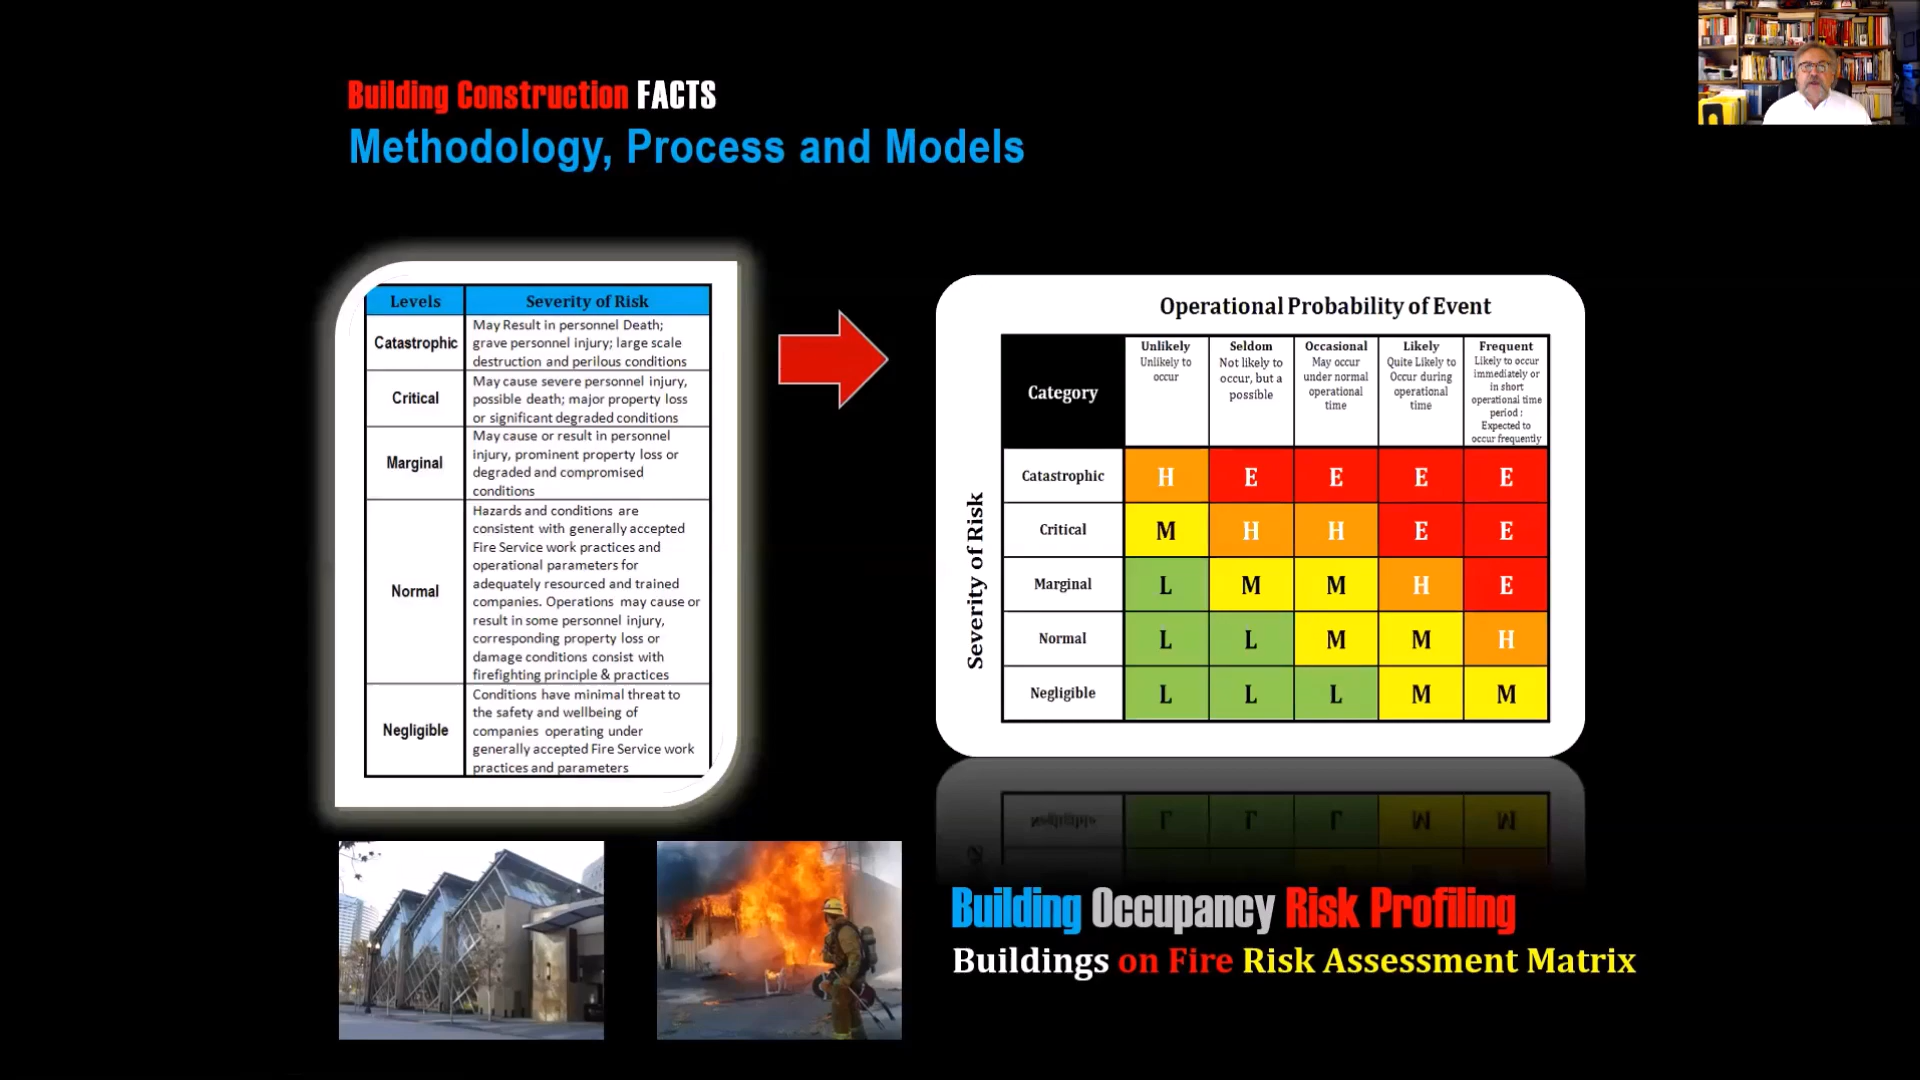 Building Construction FACTS
Methodology, Process and Models
Levels Severity of Risk
Catastrophic
May Result in personnel Death;
grave personnel injury; large scale
destruction and perilous conditions
Critical
May cause severe personnel injury,
possible death; major property loss
or significant degraded conditions
Marginal
May cause or result in personnel
injury, prominent property loss or
degraded and compromised
conditions
Normal
Hazards and conditions are
consistent with generally accepted
Fire Service work practices and
operational parameters for
adequately resourced and trained
companies. Operations may cause or
result in some personnel injury,
corresponding property loss or
damage conditions consist with
firefighting principle & practices
Negligible
Conditions have minimal threat to
the safety and wellbeing of
companies operating under
generally accepted Fire Service work
practices and parameters
Operational Probability of Event
Severity of Risk
Category
Unlikely
Unlikely to
occur
Seldom
Not likely to
occur, but a
possible
Occasional
May occur
under normal
operational
time
Likely
Quite Likely to
Occur during
operational
time
Frequent
Likely to occur
immediately or
in short
operational time
period :
Expected to
occur frequently
Catastrophic H E E E E
Critical M H H E E
Marginal L M M H E
Normal L L M M H
Negligible L L L M M
Building Occupancy Risk Profiling
Buildings on Fire Risk Assessment Matrix